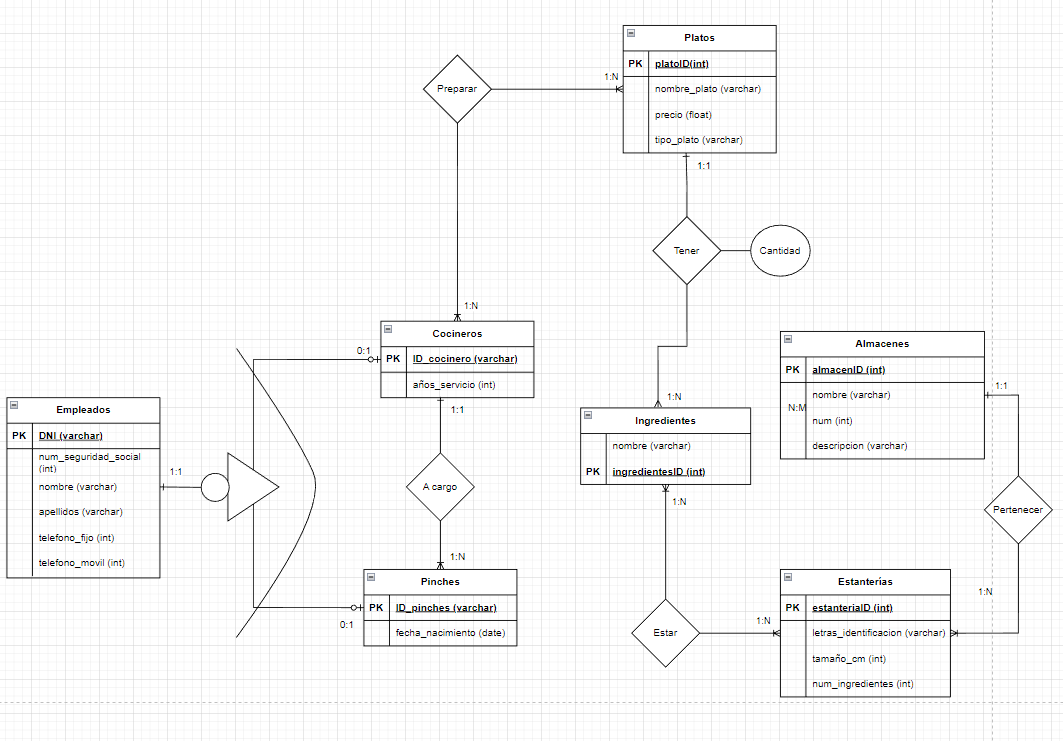 Platos
PK platoID(int)
nombre_plato (varchar)
precio (float)
tipo_plato (varchar)
1:N
Preparar
1:1
Tener
Cantidad
1:N
Cocineros
PK ID_cocinero (varchar)
años_servicio (int)
0:1
1:1
Almacenes
PK almacenID (int)
nombre (varchar)
N:M
num (int)
descripcion (varchar)
1:1
1:N
Ingredientes
nombre (varchar)
PK ingredientesID (int)
1:N
Empleados
PK DNI (varchar)
num_seguridad_social
(int)
nombre (varchar)
apellidos (varchar)
telefono_fijo (int)
telefono_movil (int)
1:1
A cargo
1:N
Pertenecer
Pinches
PK ID_pinches (varchar)
fecha_nacimiento (date)
0:1
Estar
1:N
Estanterías
PK estanteriaID (int)
letras_identificacion (varchar)
tamaño_cm (int)
num_ingredientes (int)
1:N